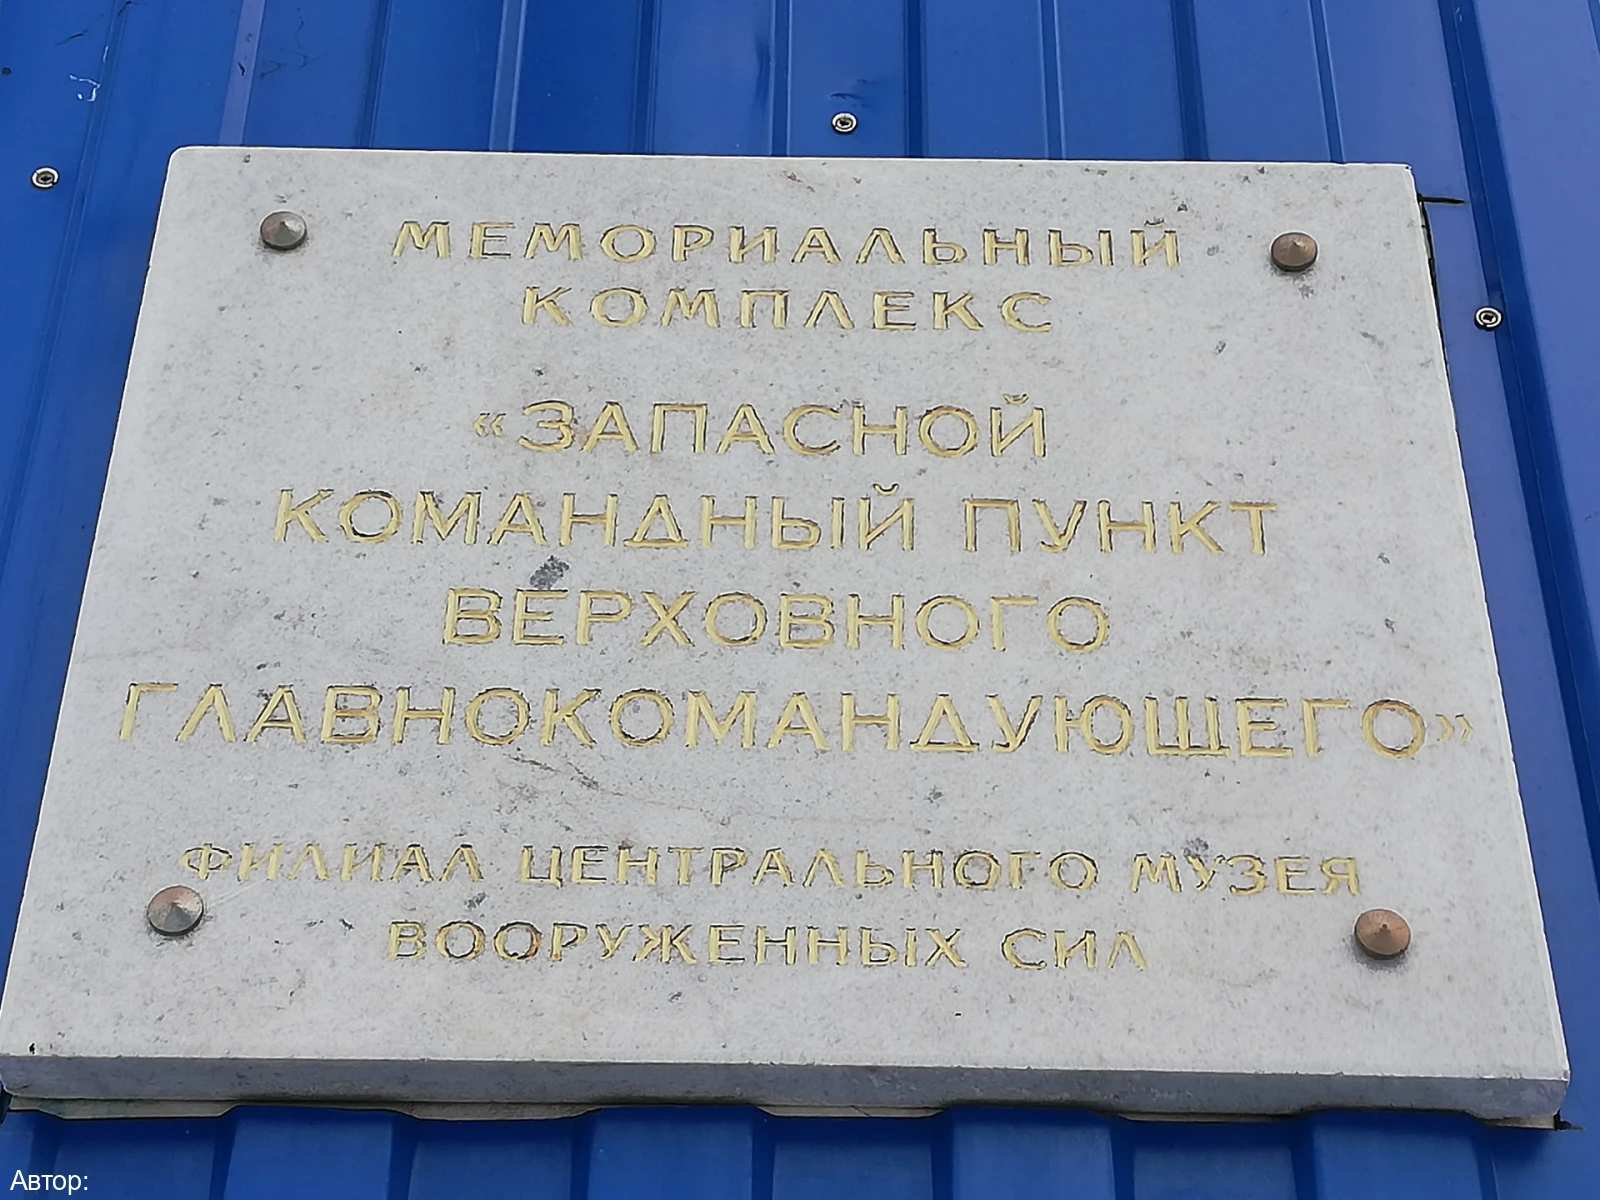 МЕМОРИАЛЬНЫЙ
КОМПЛЕКС
«ЗАПАСНОЙ
КОМАНДНЫЙ ПУНКТ
ВЕРХОВНОГО
ГЛАВНОКОМАНДУЮЩЕГО»
ФИЛИАЛ ЦЕНТРАЛЬНОГО МУЗЕЯ
ВООРУЖЕННЫХ СИЛ
Автор: